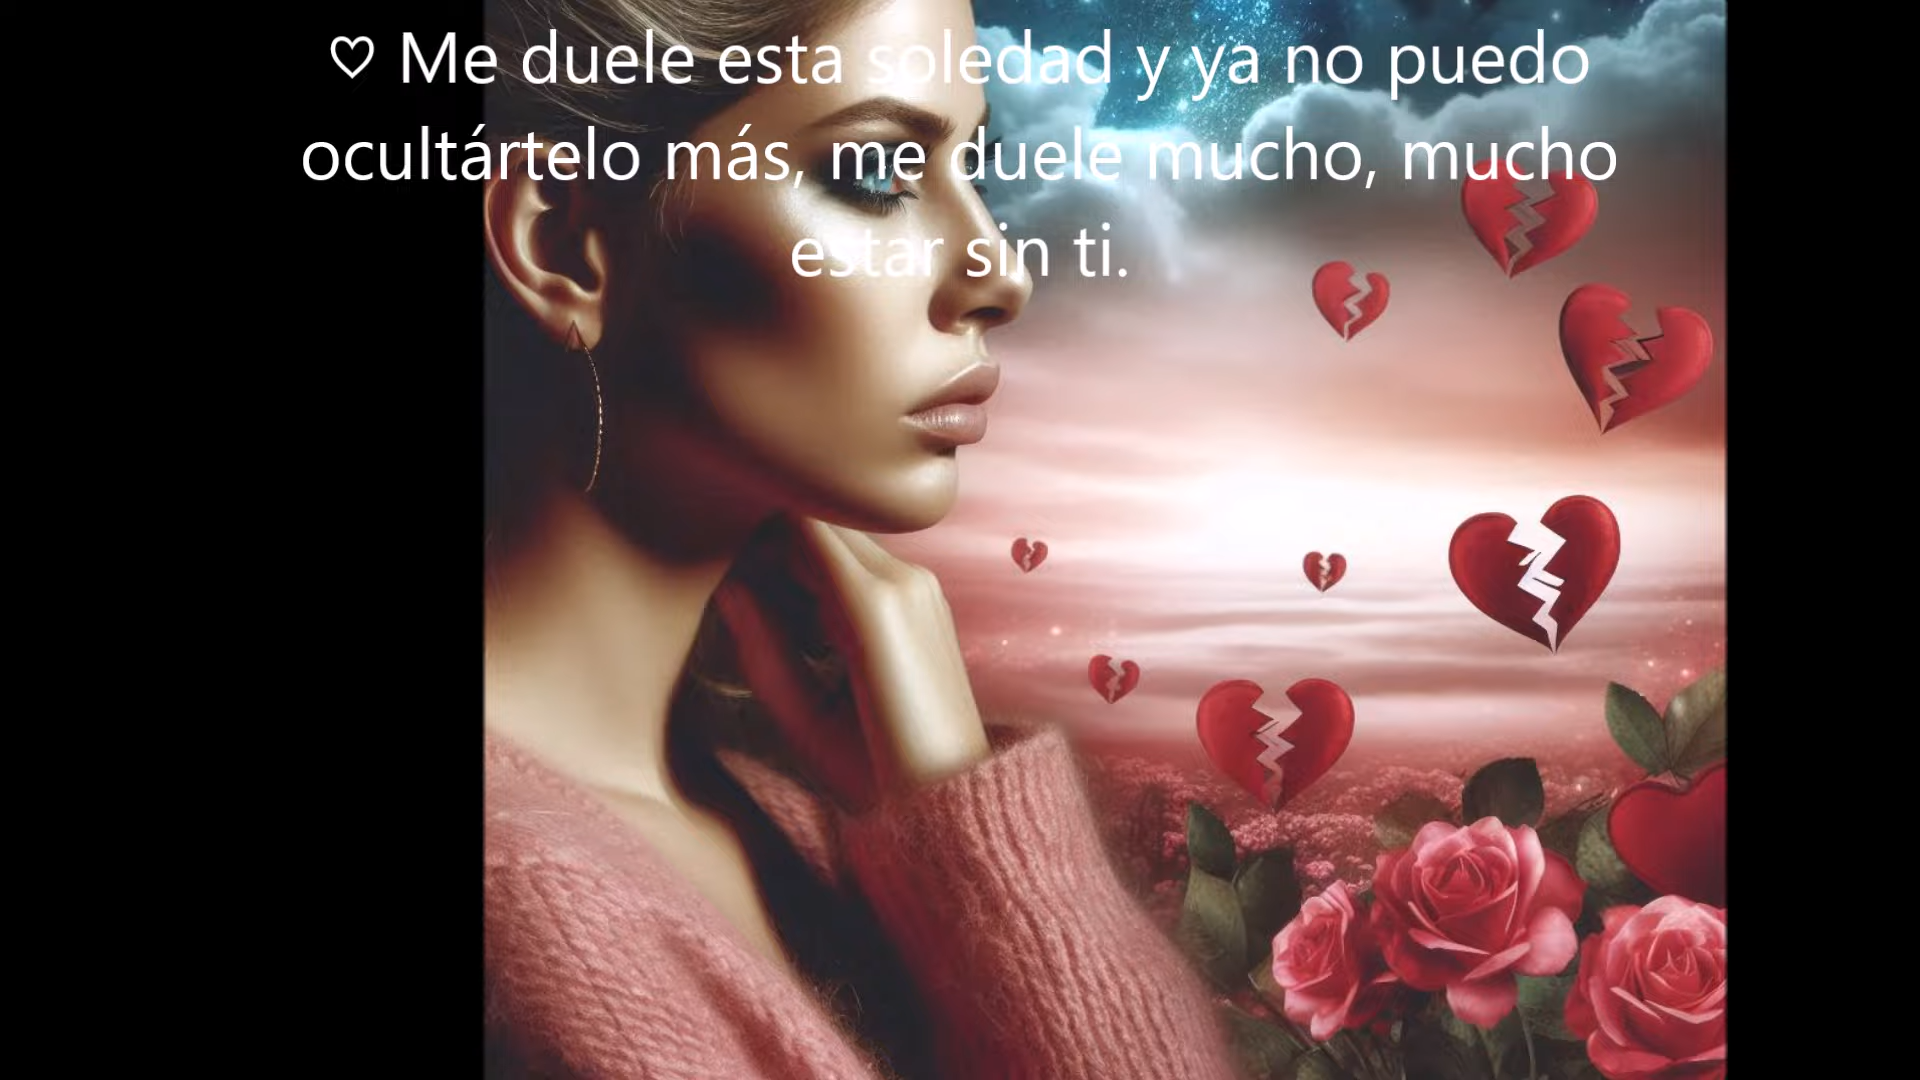 ♡ Me duele esta soledad y ya no puedo
ocultártelo más, me duele mucho, mucho
estar sin ti.